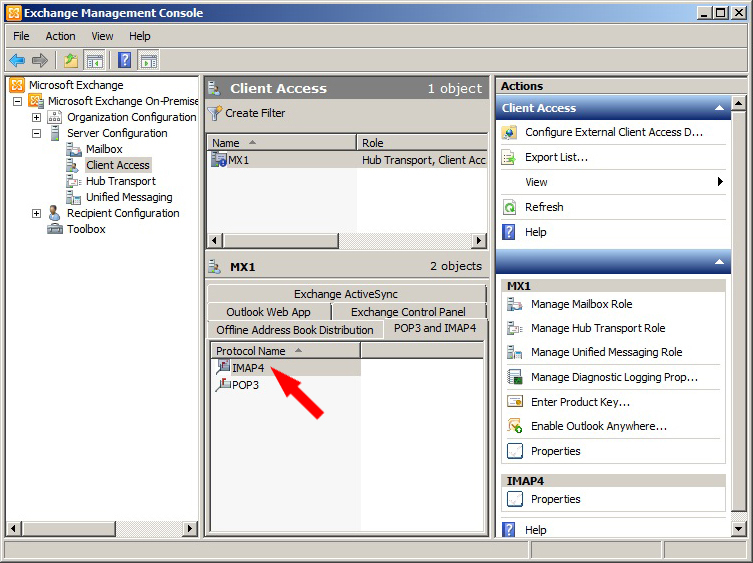 Exchange Management Console
File Action View Help
Microsoft Exchange
Microsoft Exchange On-Premise
Organization Configuration
Server Configuration
Mailbox
Client Access
Hub Transport
Unified Messaging
Recipient Configuration
Toolbox
Client Access 1 object
Create Filter
Name Role
MX1 Hub Transport, Client Acc
MX1 2 objects
Exchange ActiveSync
Outlook Web App Exchange Control Panel
Offline Address Book Distribution POP3 and IMAP4
Protocol Name
IMAP4
POP3
Actions
Client Access
Configure External Client Access D...
Export List...
View
Refresh
Help
MX1
Manage Mailbox Role
Manage Hub Transport Role
Manage Unified Messaging Role
Manage Diagnostic Logging Prop...
Enter Product Key...
Enable Outlook Anywhere...
Properties
IMAP4
Properties
Help